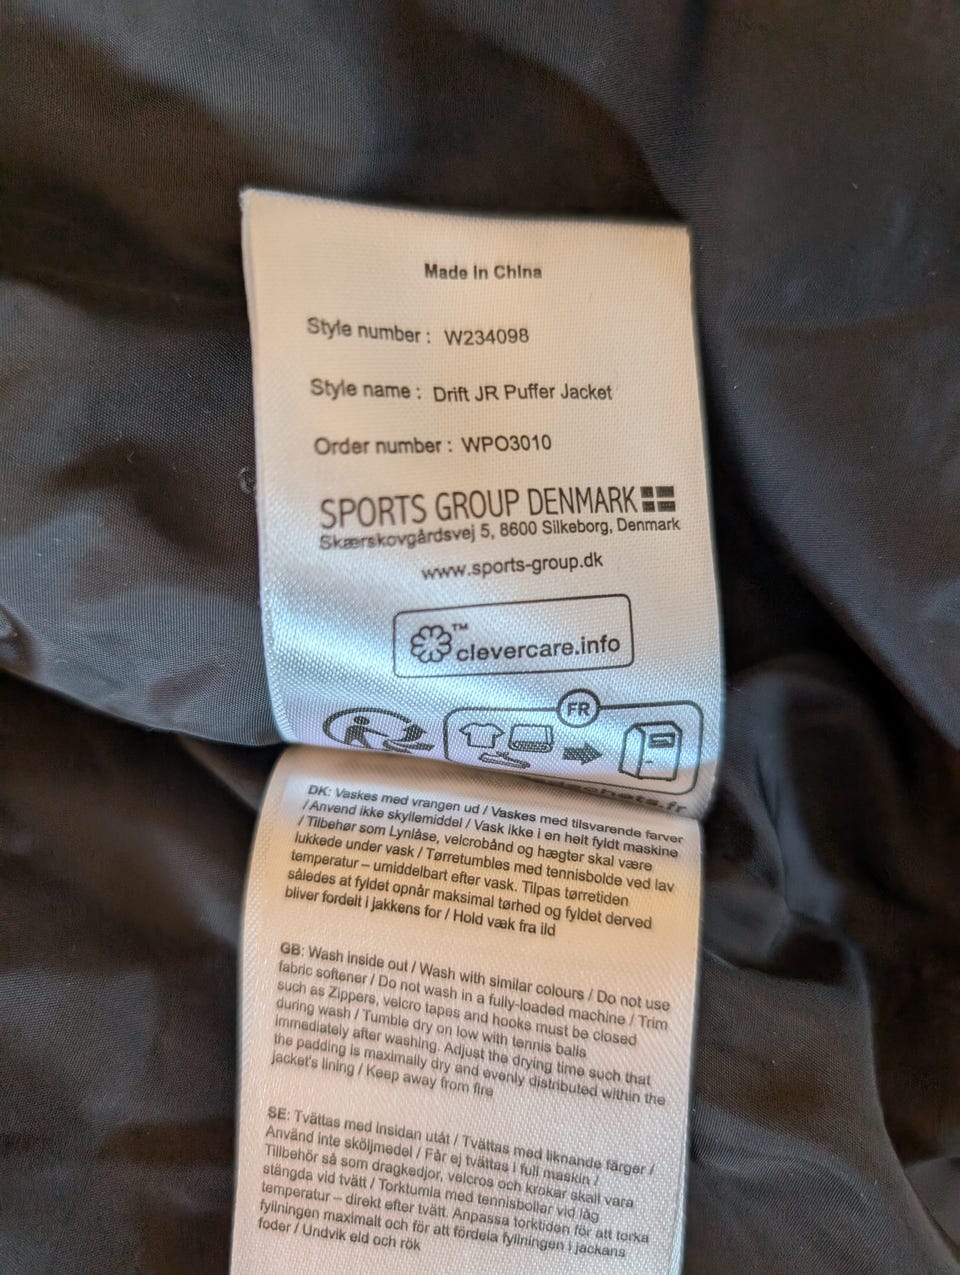 Made In China
Style number : W234098
Style name : Drift JR Puffer Jacket
Order number : WPO3010
SPORTS GROUP DENMARK
Skærskovgårdsvej 5, 8600 Silkeborg, Denmark
www.sports-group.dk
™
clevercare.info
FR
DK: Vaskes med vrangen ud / Vaskes med tilsvarende farver
/ Anvend ikke skyllemiddel / Vask ikke i en helt fyldt maskine
/ Tilbehør som Lynlåse, velcrobånd og hægter skal være
lukkede under vask / Tørretumbles med tennisbolde ved lav
temperatur – umiddelbart efter vask. Tilpas tørretiden
således at fyldet opnår maksimal tørhed og fyldet derved
bliver fordelt i jakkens for / Hold væk fra ild
GB: Wash inside out / Wash with similar colours / Do not use
fabric softener / Do not wash in a fully-loaded machine / Trim
such as Zippers, velcro tapes and hooks must be closed
during wash / Tumble dry on low with tennis balls
immediately after washing. Adjust the drying time such that
the padding is maximally dry and evenly distributed within the
jacket's lining / Keep away from fire
SE: Tvättas med insidan utåt / Tvättas med liknande färger /
Använd inte sköljmedel / Får ej tvättas i full maskin /
Tillbehör så som dragkedjor, velcros och krokar skall vara
stängda vid tvätt / Torktumla med tennisbollar vid låg
temperatur – direkt efter tvätt. Anpassa torktiden för att torka
fyllningen maximalt och för att fördela fyllningen i jackans
foder / Undvik eld och rök